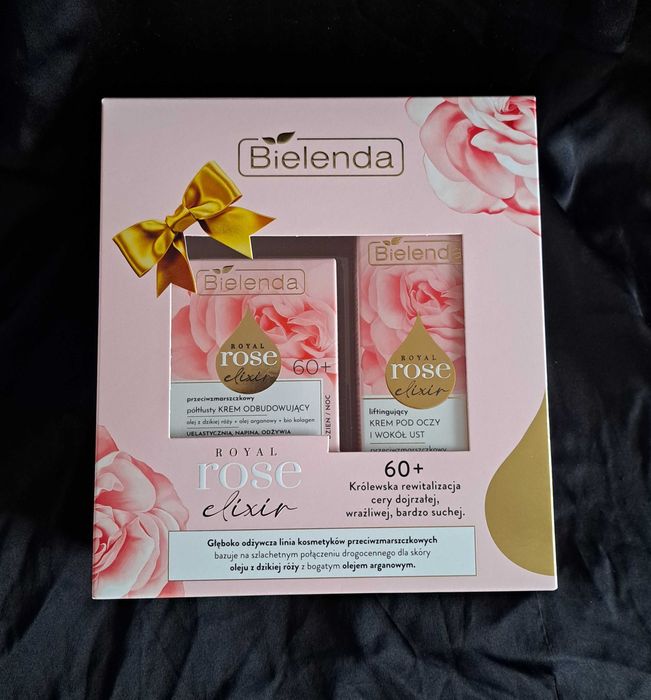 Bielenda
Bielenda
ROYAL
rose
elixir
60+
przeciwzmarszczkowy
półtłusty KREM ODBUDOWUJĄCY
olej z dzikiej róży + olej arganowy + bio kolagen
UELASTYCZNIA, NAPINA, ODŻYWIA
DZIEŃ / NOC
Bielenda
ROYAL
rose
elixir
liftingujący
KREM POD OCZY
I WOKÓŁ UST
przeciwzmarszczkowy
ROYAL
rose
elixir
60+
Królewska rewitalizacja
cery dojrzałej,
wrażliwej, bardzo suchej.
Głęboko odżywcza linia kosmetyków przeciwzmarszczkowych
bazuje na szlachetnym połączeniu drogocennego dla skóry
oleju z dzikiej róży z bogatym olejem arganowym.